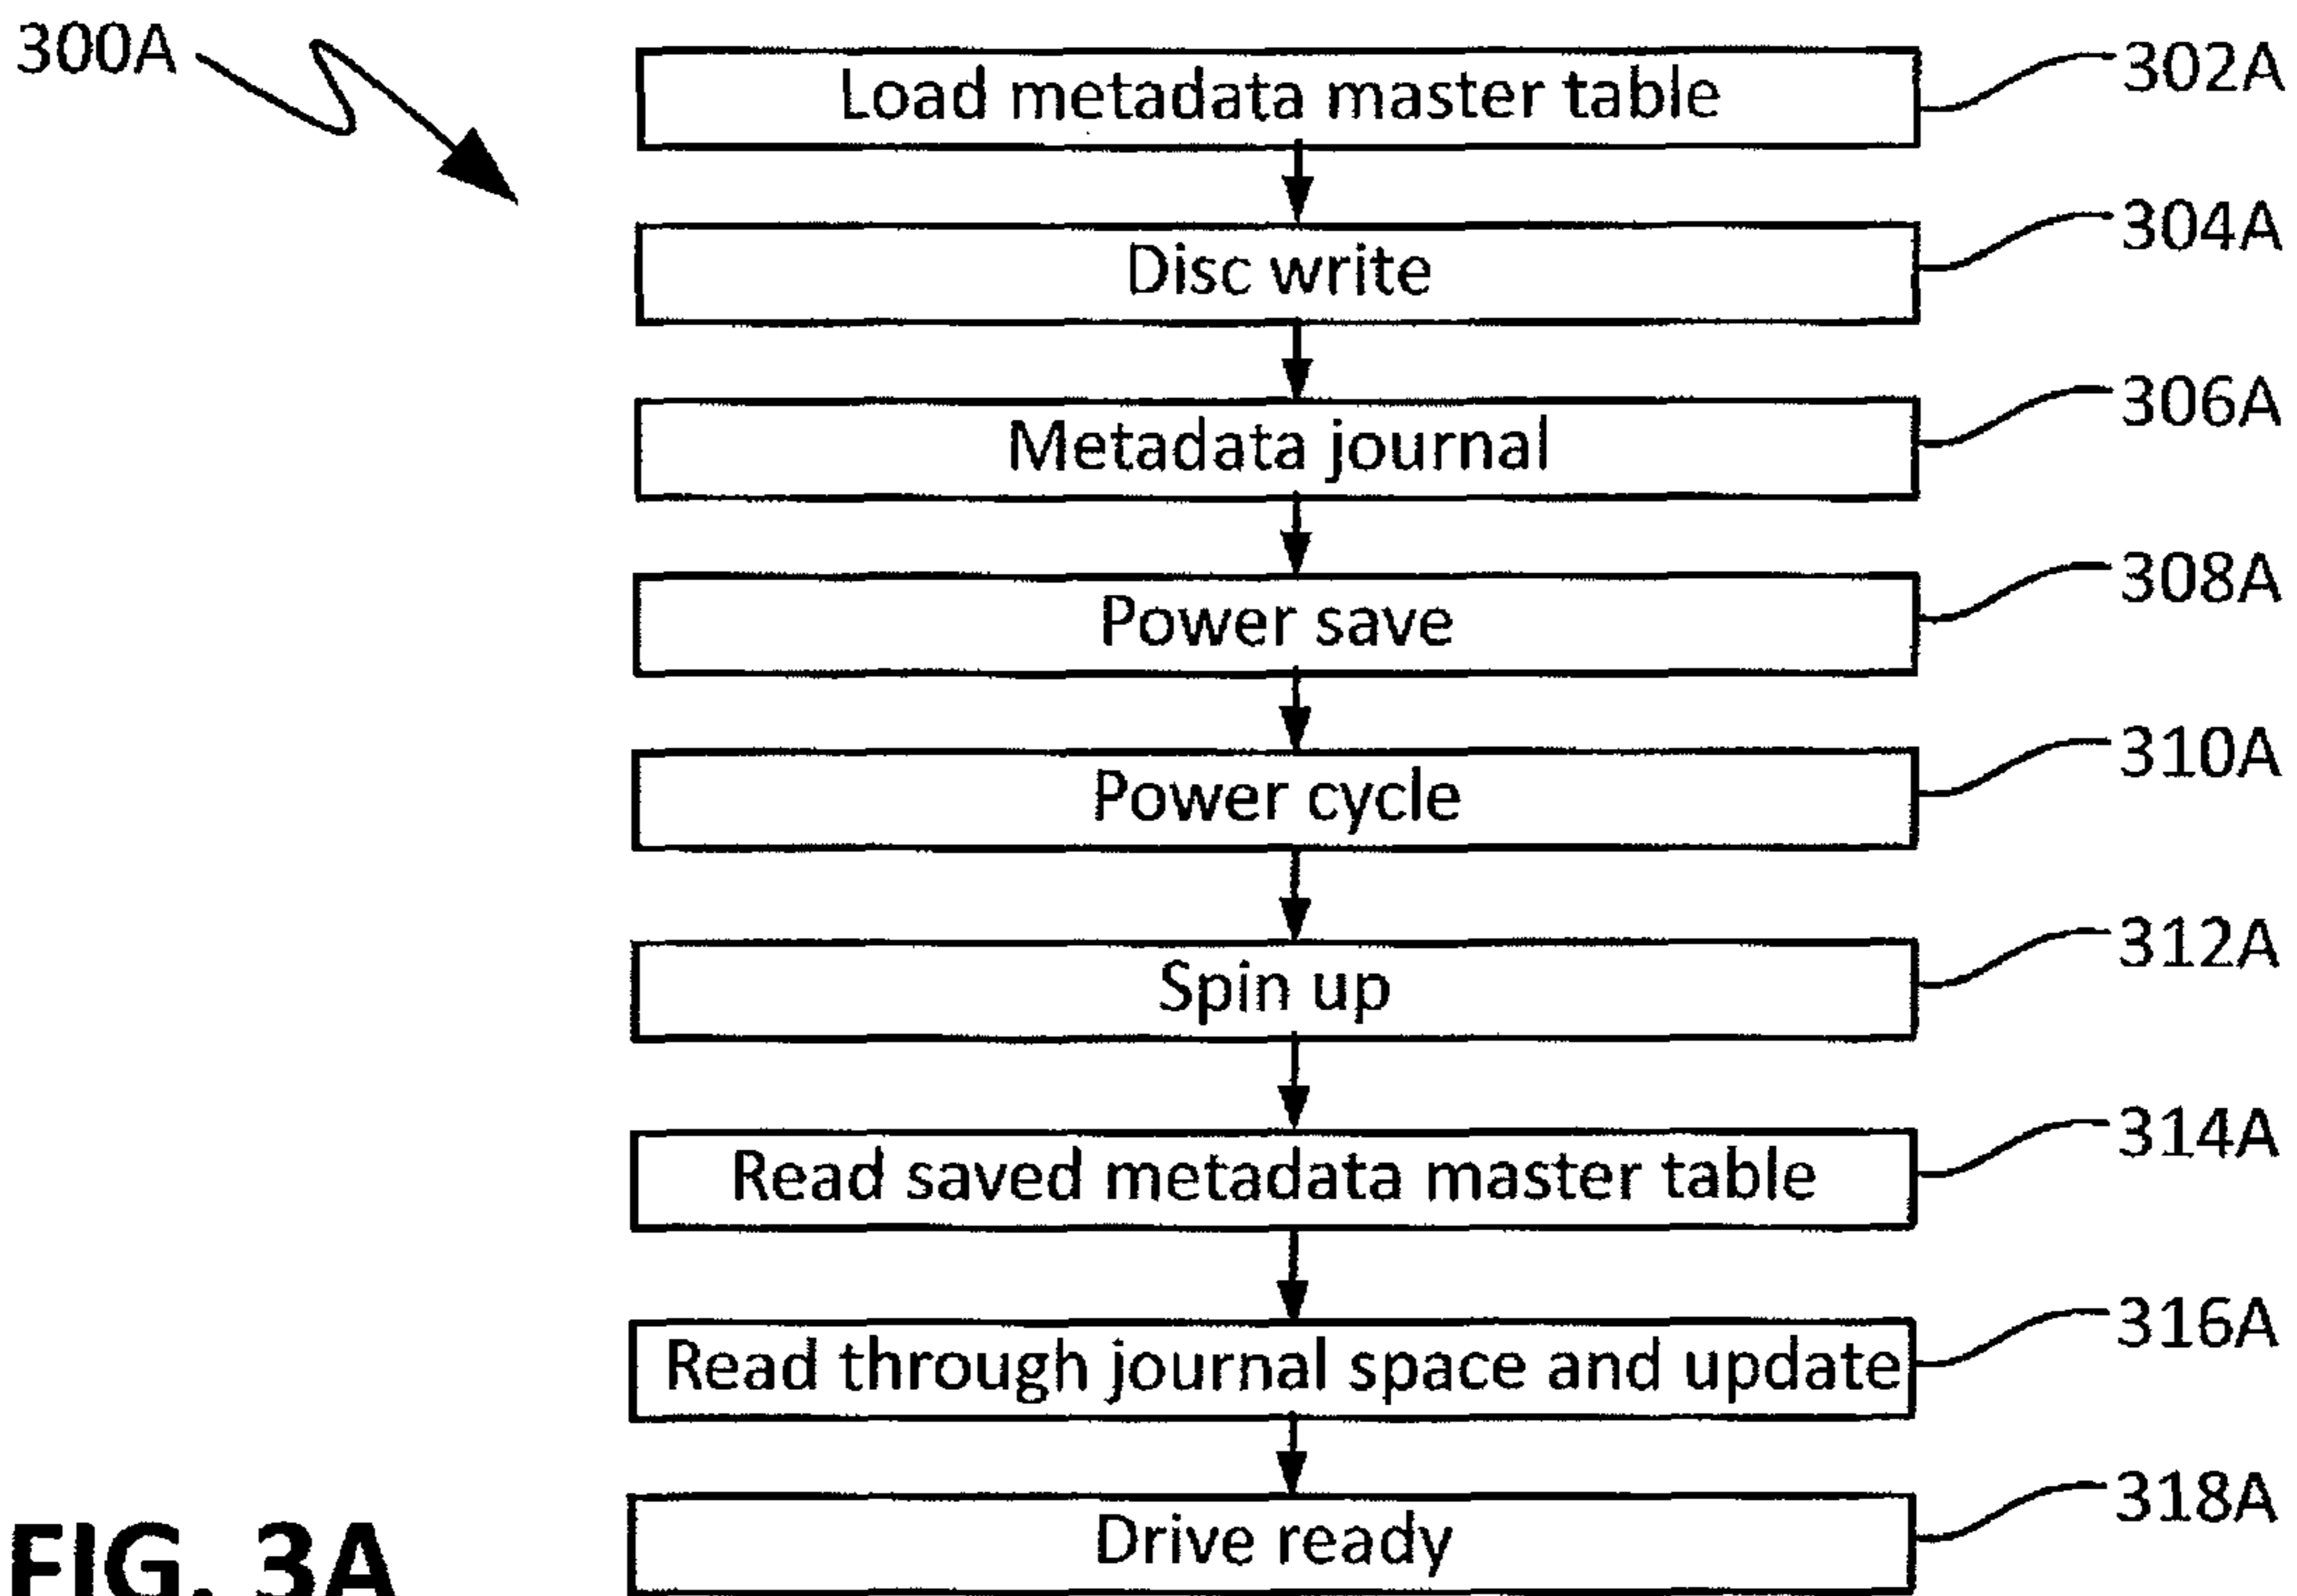 300A
Load metadata master table
302A
Disc write
304A
Metadata journal
306A
Power save
308A
Power cycle
310A
Spin up
312A
Read saved metadata master table
314A
Read through journal space and update
316A
Drive ready
318A
FIG. 3A